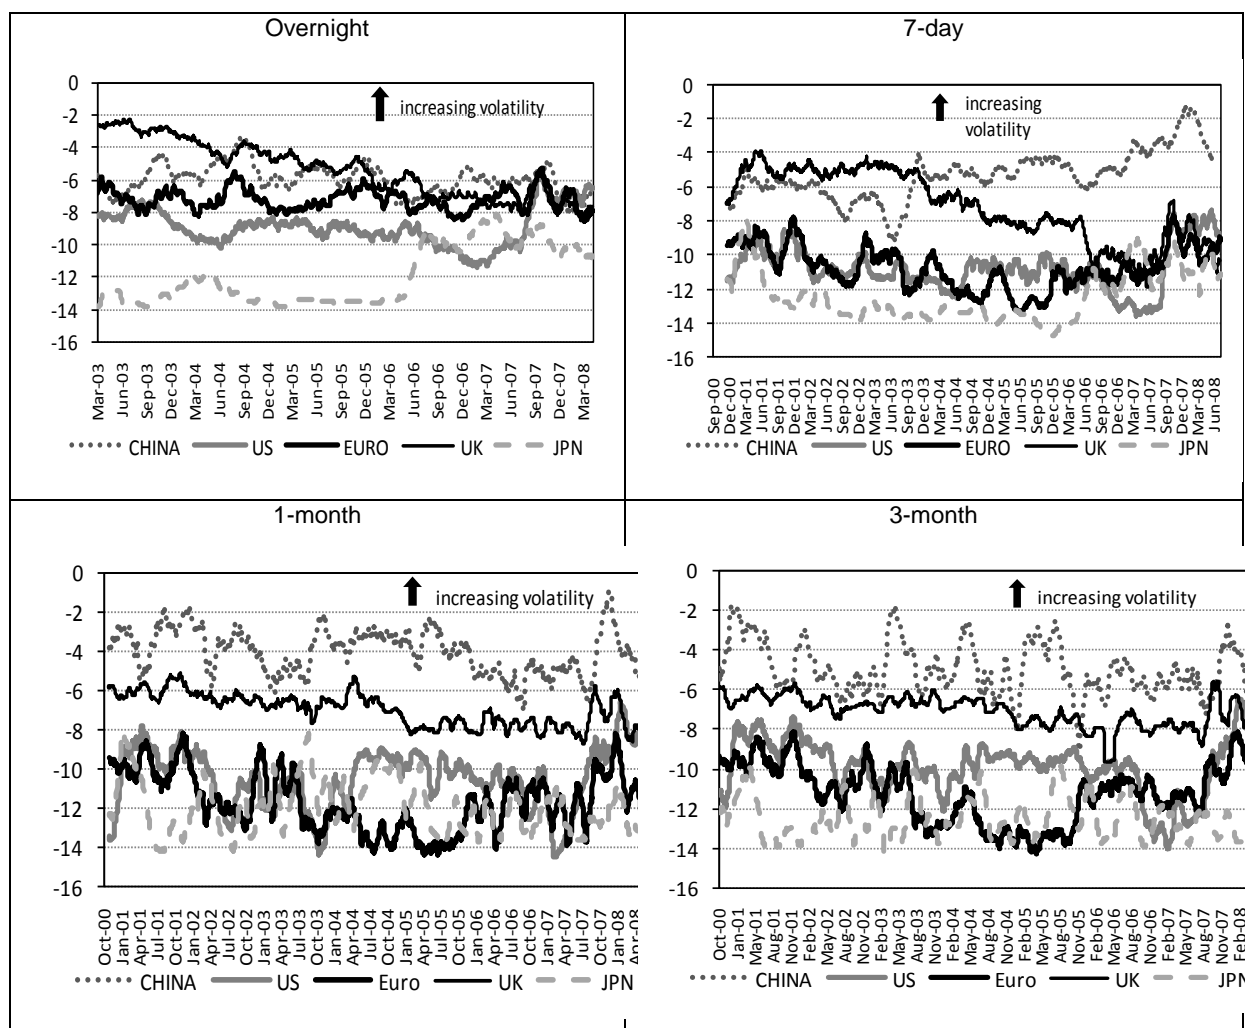 Overnight
7-day
0
-2
-4
-6
-8
-10
-12
-14
-16
increasing volatility
Mar-03
Jun-03
Sep-03
Dec-03
Mar-04
Jun-04
Sep-04
Dec-04
Mar-05
Jun-05
Sep-05
Dec-05
Mar-06
Jun-06
Sep-06
Dec-06
Mar-07
Jun-07
Sep-07
Dec-07
Mar-08
CHINA US EURO UK JPN
0
-2
-4
-6
-8
-10
-12
-14
-16
increasing
volatility
Sep-00
Dec-00
Mar-01
Jun-01
Sep-01
Dec-01
Mar-02
Jun-02
Sep-02
Dec-02
Mar-03
Jun-03
Sep-03
Dec-03
Mar-04
Jun-04
Sep-04
Dec-04
Mar-05
Jun-05
Sep-05
Dec-05
Mar-06
Jun-06
Sep-06
Dec-06
Mar-07
Jun-07
Sep-07
Dec-07
Mar-08
Jun-08
CHINA US EURO UK JPN
1-month
3-month
0
-2
-4
-6
-8
-10
-12
-14
-16
increasing volatility
Oct-00
Jan-01
Apr-01
Jul-01
Oct-01
Jan-02
Apr-02
Jul-02
Oct-02
Jan-03
Apr-03
Jul-03
Oct-03
Jan-04
Apr-04
Jul-04
Oct-04
Jan-05
Apr-05
Jul-05
Oct-05
Jan-06
Apr-06
Jul-06
Oct-06
Jan-07
Apr-07
Jul-07
Oct-07
Jan-08
Apr-08
CHINA US Euro UK JPN
0
-2
-4
-6
-8
-10
-12
-14
-16
increasing volatility
Oct-00
Jan-01
May-01
Aug-01
Nov-01
Feb-02
May-02
Aug-02
Nov-02
Feb-03
May-03
Aug-03
Nov-03
Feb-04
May-04
Aug-04
Nov-04
Feb-05
May-05
Aug-05
Nov-05
Feb-06
May-06
Aug-06
Nov-06
Feb-07
May-07
Aug-07
Nov-07
Feb-08
CHINA US Euro UK JPN